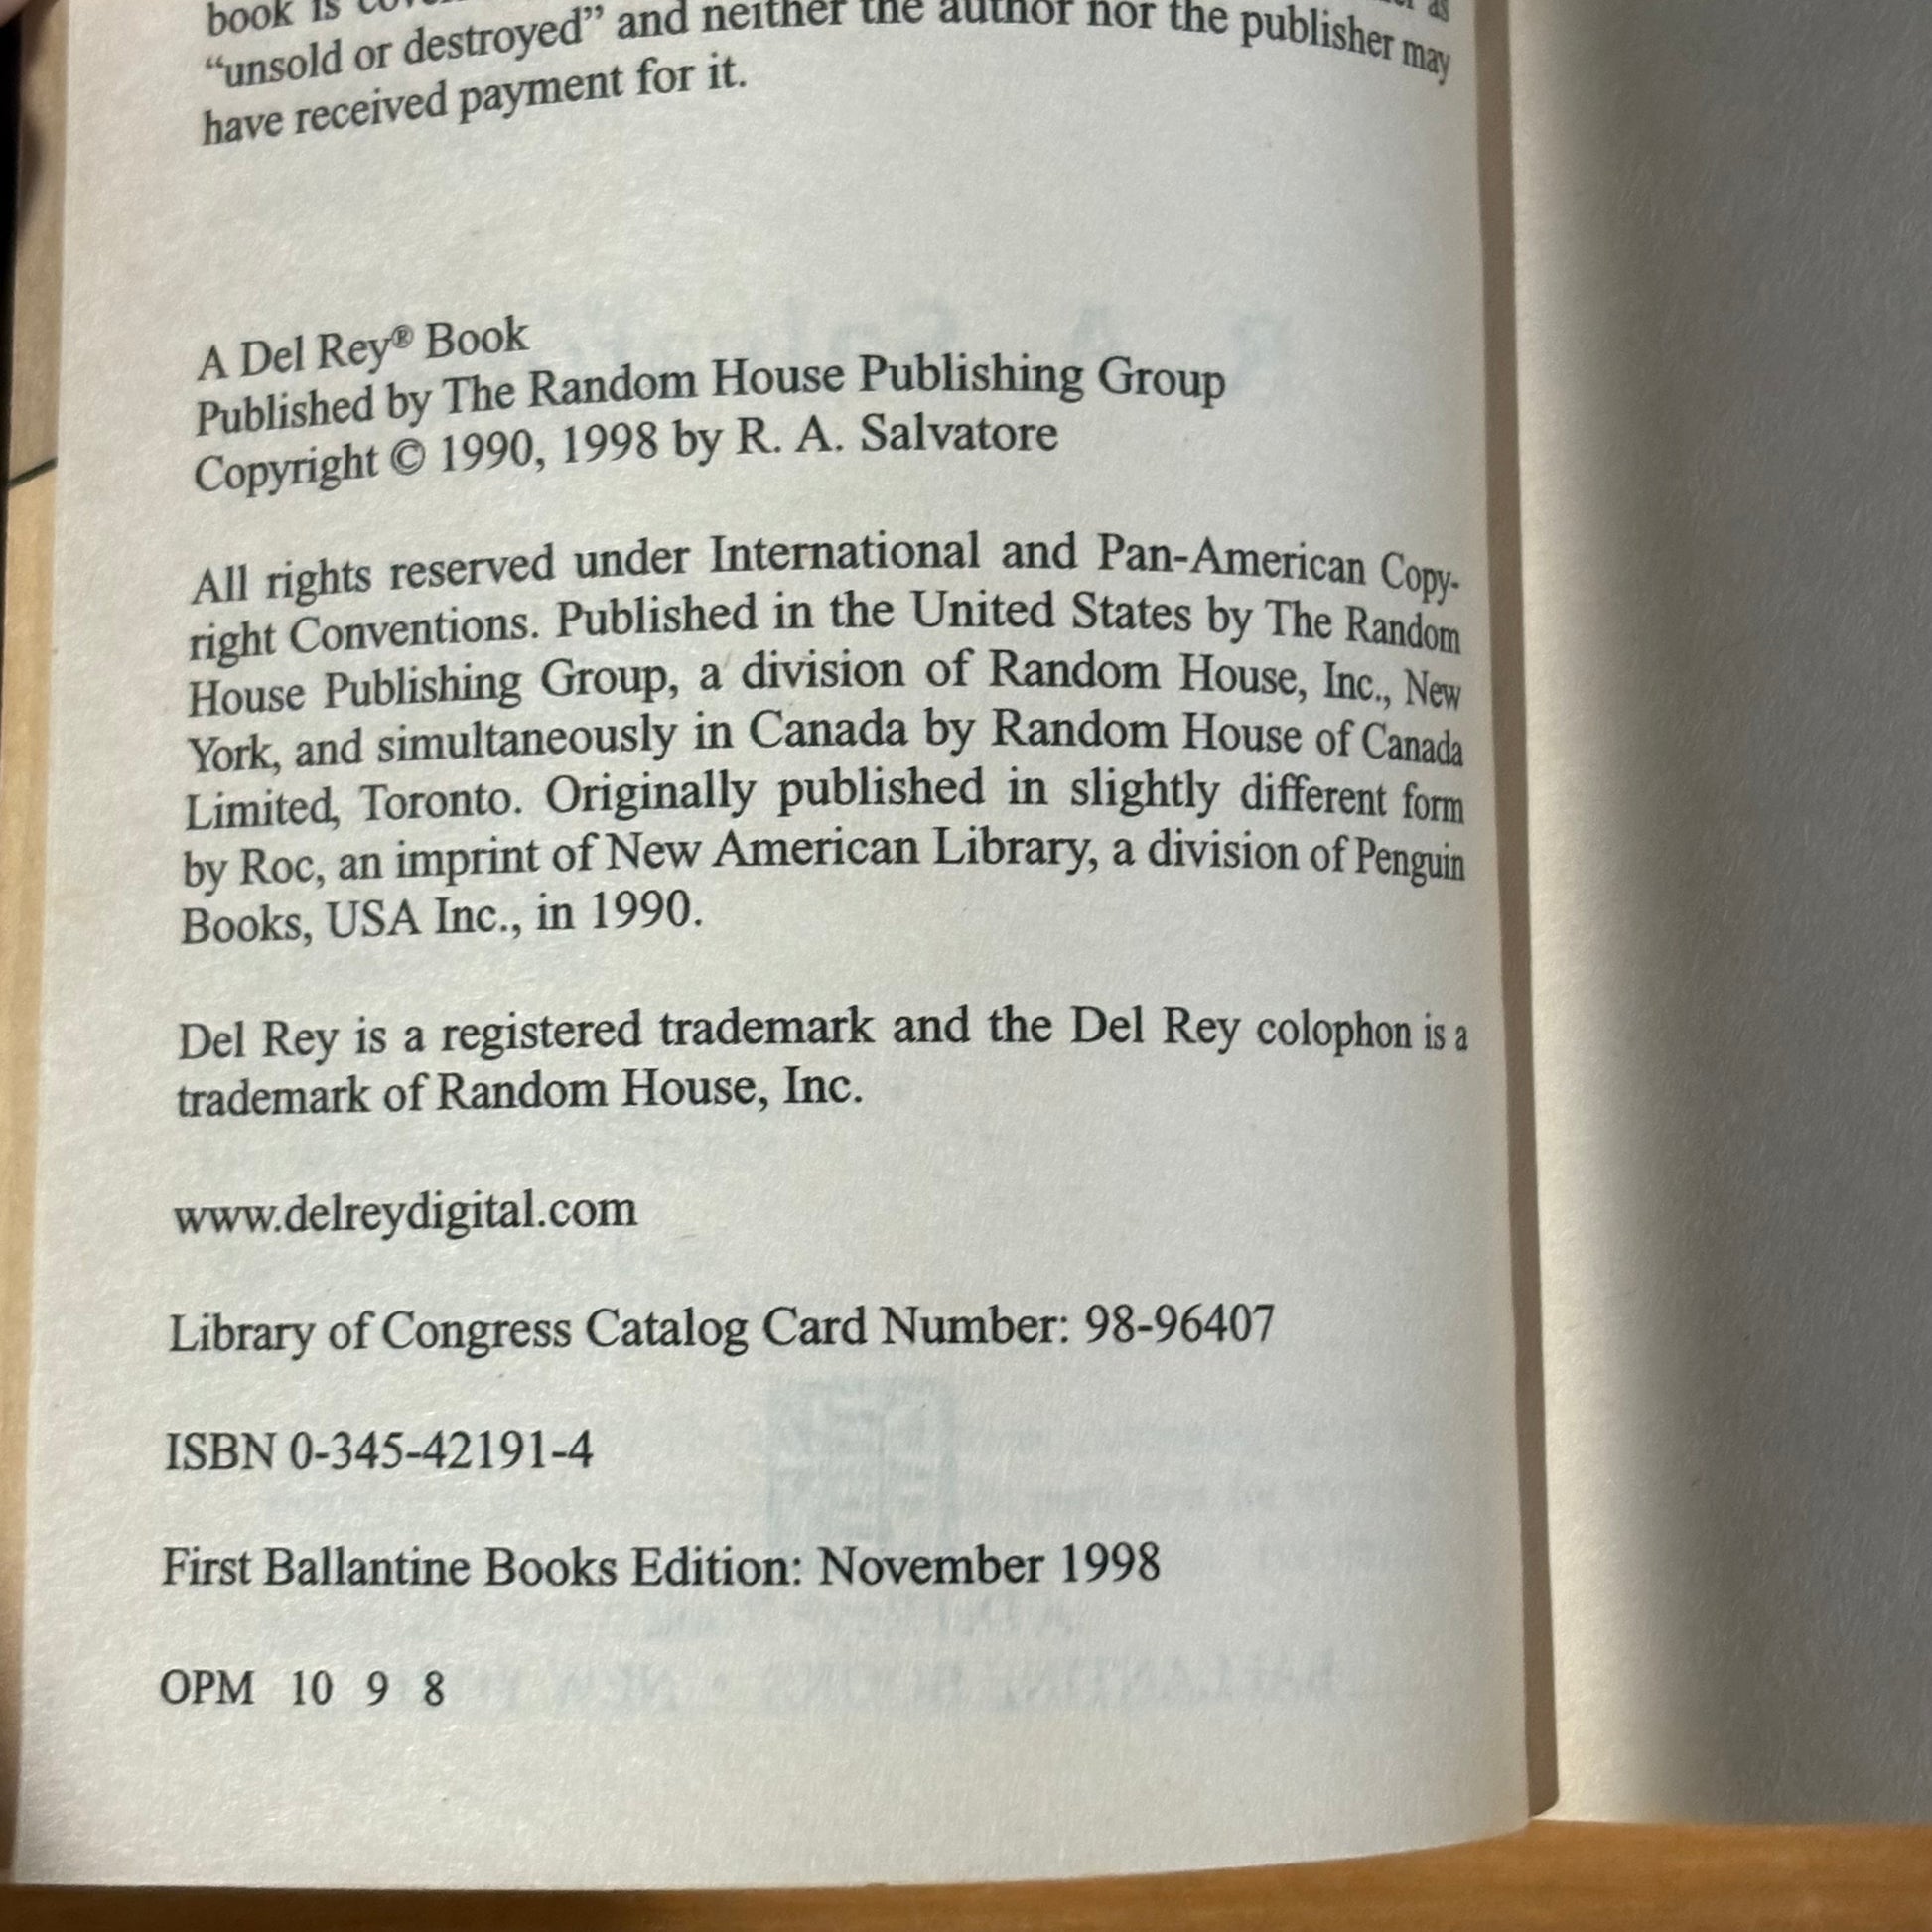 book is
"unsold or destroyed" and neither the author nor the publisher may
have received payment for it.
A Del Rey® Book
Published by The Random House Publishing Group
Copyright © 1990, 1998 by R. A. Salvatore
All rights reserved under International and Pan-American Copy-
right Conventions. Published in the United States by The Random
House Publishing Group, a division of Random House, Inc., New
York, and simultaneously in Canada by Random House of Canada
Limited, Toronto. Originally published in slightly different form
by Roc, an imprint of New American Library, a division of Penguin
Books, USA Inc., in 1990.
Del Rey is a registered trademark and the Del Rey colophon is a
trademark of Random House, Inc.
www.delreydigital.com
Library of Congress Catalog Card Number: 98-96407
ISBN 0-345-42191-4
First Ballantine Books Edition: November 1998
OPM 10 9 8